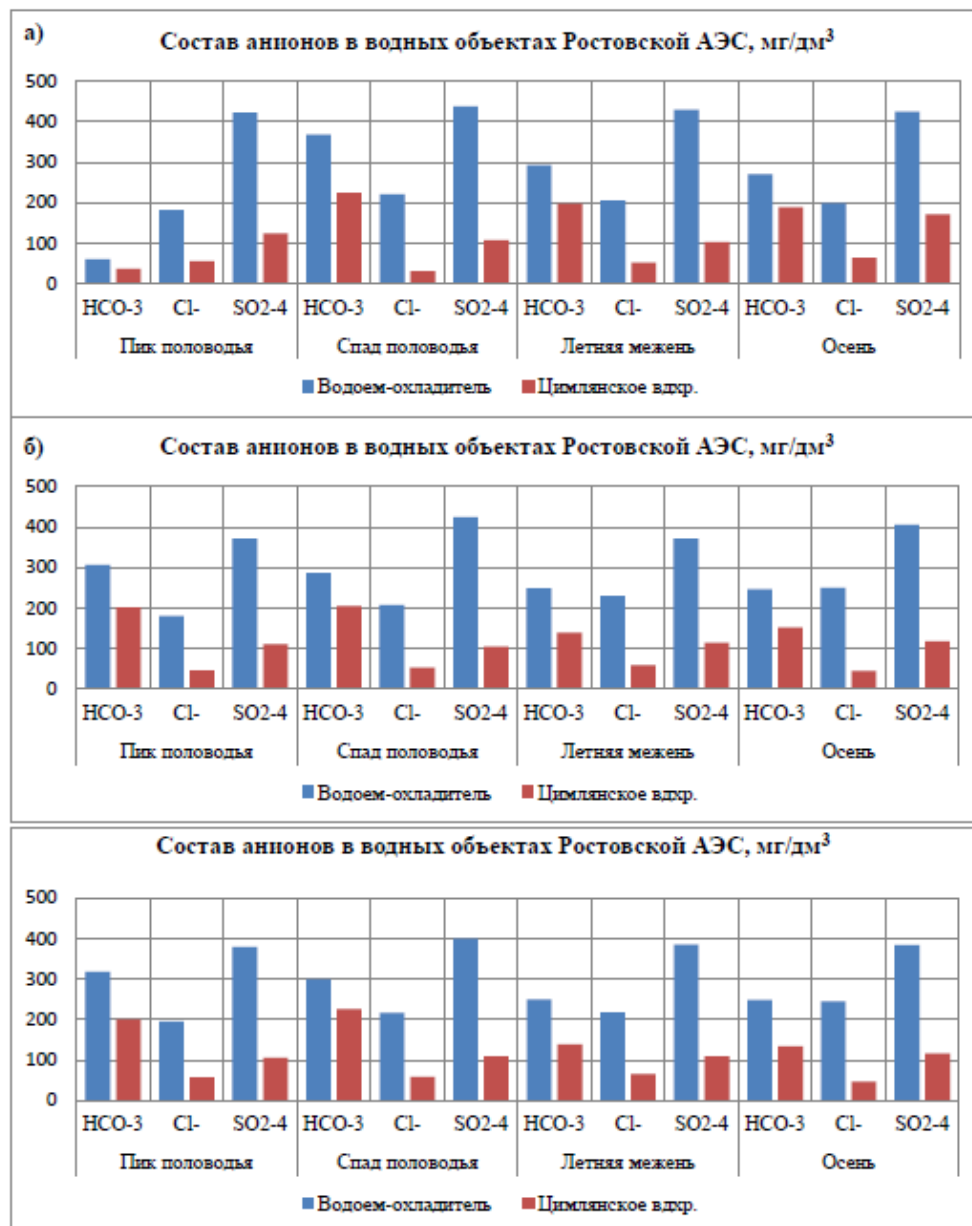 а)
Состав анионов в водных объектах Ростовской АЭС, мг/дм³
500
400
300
200
100
0
HCO-3 Cl- SO2-4 HCO-3 Cl- SO2-4 HCO-3 Cl- SO2-4 HCO-3 Cl- SO2-4
Пик половодья Спад половодья Летняя межень Осень
Водоем-охладитель Цимлянское вдхр.
б)
Состав анионов в водных объектах Ростовской АЭС, мг/дм³
500
400
300
200
100
0
HCO-3 Cl- SO2-4 HCO-3 Cl- SO2-4 HCO-3 Cl- SO2-4 HCO-3 Cl- SO2-4
Пик половодья Спад половодья Летняя межень Осень
Водоем-охладитель Цимлянское вдхр.
Состав анионов в водных объектах Ростовской АЭС, мг/дм³
500
400
300
200
100
0
HCO-3 Cl- SO2-4 HCO-3 Cl- SO2-4 HCO-3 Cl- SO2-4 HCO-3 Cl- SO2-4
Пик половодья Спад половодья Летняя межень Осень
Водоем-охладитель Цимлянское вдхр.